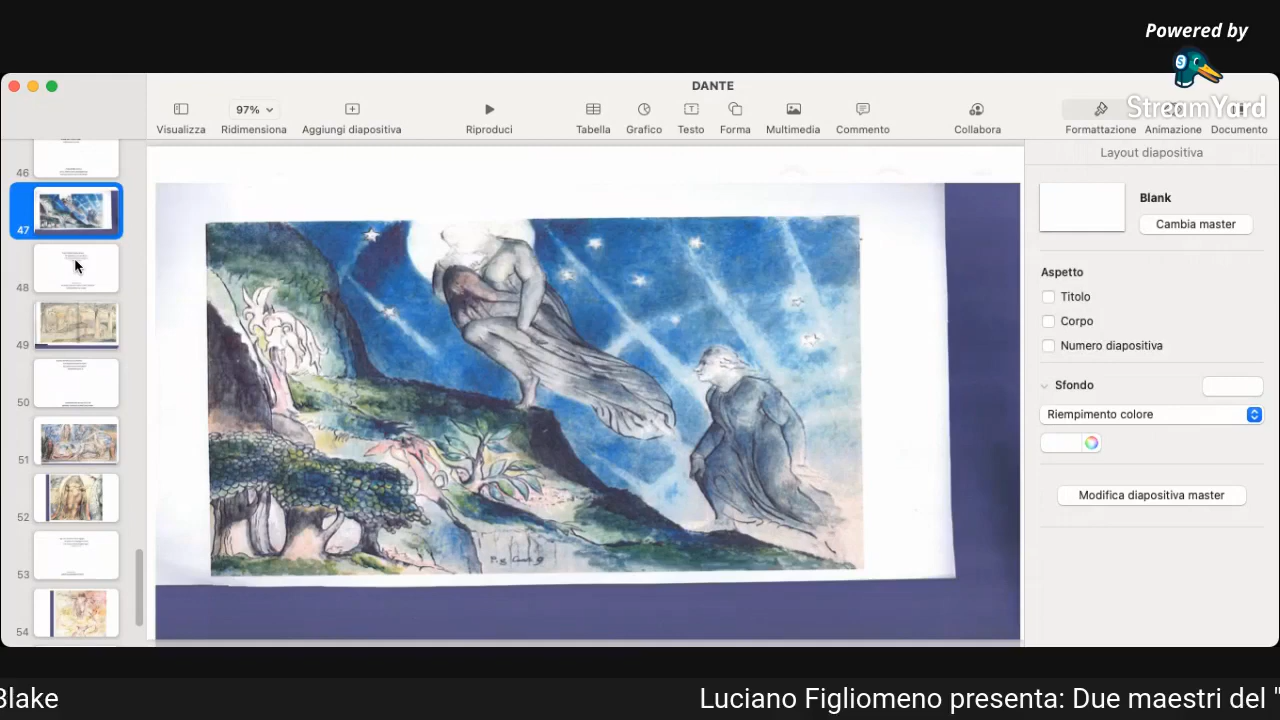 Powered by
StreamYard
DANTE
97%
Visualizza
Ridimensiona
Aggiungi diapositiva
Riproduci
Tabella
Grafico
Testo
Forma
Multimedia
Commento
Collabora
Formattazione
Animazione
Documento
46
47
48
49
50
51
52
53
54
Layout diapositiva
Blank
Cambia master
Aspetto
Titolo
Corpo
Numero diapositiva
Sfondo
Riempimento colore
Modifica diapositiva master
Blake
Luciano Figliomeno presenta: Due maestri del "